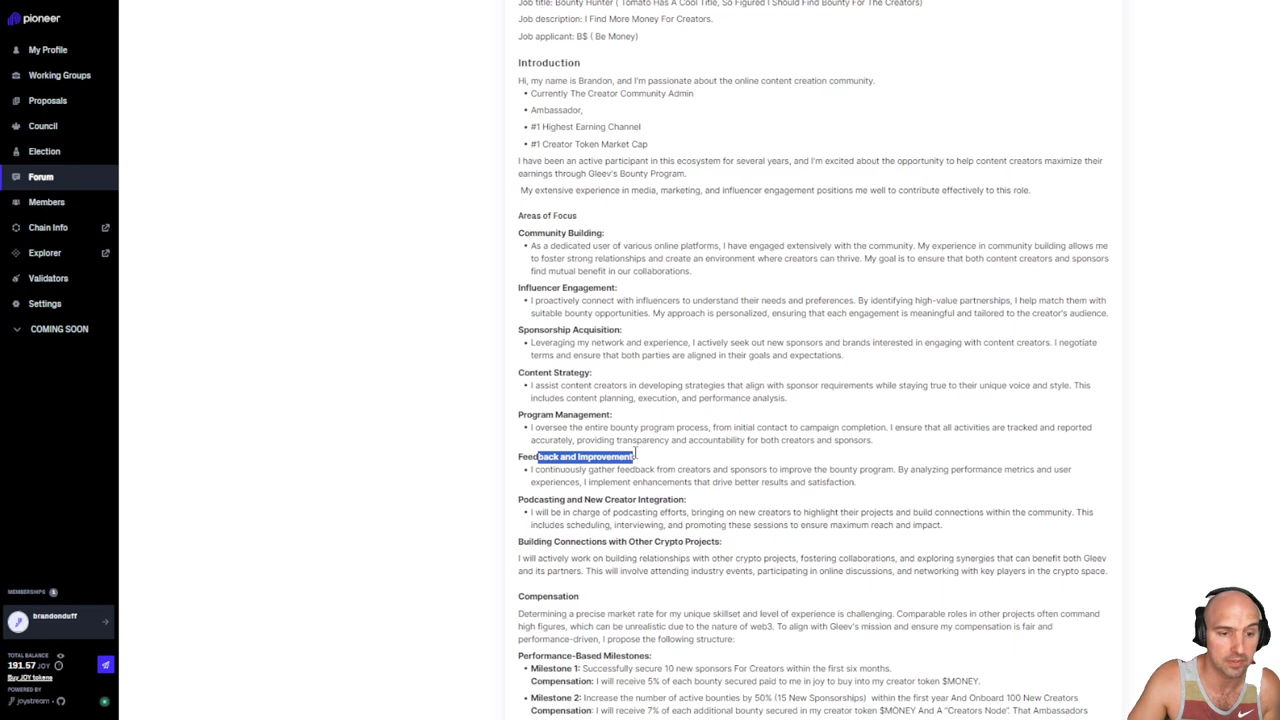 pioneer
My Profile
Working Groups
Proposals
Council
Election
Forum
Members
Chain Info
Explorer
Validators
Settings
COMING SOON
MEMBERSHIPS 1
brandonduff
TOTAL BALANCE
191.57 JOY
Buy JOY tokens
POWERED BY
joystream
Job title: Bounty Hunter ( Tomato Has A Cool Title, So Figured I Should Find Bounty For The Creators)
Job description: I Find More Money For Creators.
Job applicant: B$ ( Be Money)
Introduction
Hi, my name is Brandon, and I'm passionate about the online content creation community.
• Currently The Creator Community Admin
• Ambassador,
• #1 Highest Earning Channel
• #1 Creator Token Market Cap
I have been an active participant in this ecosystem for several years, and I'm excited about the opportunity to help content creators maximize their
earnings through Gleev's Bounty Program.
My extensive experience in media, marketing, and influencer engagement positions me well to contribute effectively to this role.
Areas of Focus
Community Building:
• As a dedicated user of various online platforms, I have engaged extensively with the community. My experience in community building allows me
to foster strong relationships and create an environment where creators can thrive. My goal is to ensure that both content creators and sponsors
find mutual benefit in our collaborations.
Influencer Engagement:
• I proactively connect with influencers to understand their needs and preferences. By identifying high-value partnerships, I help match them with
suitable bounty opportunities. My approach is personalized, ensuring that each engagement is meaningful and tailored to the creator's audience.
Sponsorship Acquisition:
• Leveraging my network and experience, I actively seek out new sponsors and brands interested in engaging with content creators. I negotiate
terms and ensure that both parties are aligned in their goals and expectations.
Content Strategy:
• I assist content creators in developing strategies that align with sponsor requirements while staying true to their unique voice and style. This
includes content planning, execution, and performance analysis.
Program Management:
• I oversee the entire bounty program process, from initial contact to campaign completion. I ensure that all activities are tracked and reported
accurately, providing transparency and accountability for both creators and sponsors.
Feedback and Improvement:
• I continuously gather feedback from creators and sponsors to improve the bounty program. By analyzing performance metrics and user
experiences, I implement enhancements that drive better results and satisfaction.
Podcasting and New Creator Integration:
• I will be in charge of podcasting efforts, bringing on new creators to highlight their projects and build connections within the community. This
includes scheduling, interviewing, and promoting these sessions to ensure maximum reach and impact.
Building Connections with Other Crypto Projects:
I will actively work on building relationships with other crypto projects, fostering collaborations, and exploring synergies that can benefit both Gleev
and its partners. This will involve attending industry events, participating in online discussions, and networking with key players in the crypto space.
Compensation
Determining a precise market rate for my unique skillset and level of experience is challenging. Comparable roles in other projects often command
high figures, which can be unrealistic due to the nature of web3. To align with Gleev's mission and ensure my compensation is fair and
performance-driven, I propose the following structure:
Performance-Based Milestones:
• Milestone 1: Successfully secure 10 new sponsors For Creators within the first six months.
Compensation: I will receive 5% of each bounty secured paid to me in joy to buy into my creator token $MONEY.
• Milestone 2: Increase the number of active bounties by 50% (15 New Sponsorships) within the first year And Onboard 100 New Creators
Compensation: I will receive 7% of each additional bounty secured in my creator token $MONEY And A "Creators Node". That Ambassadors